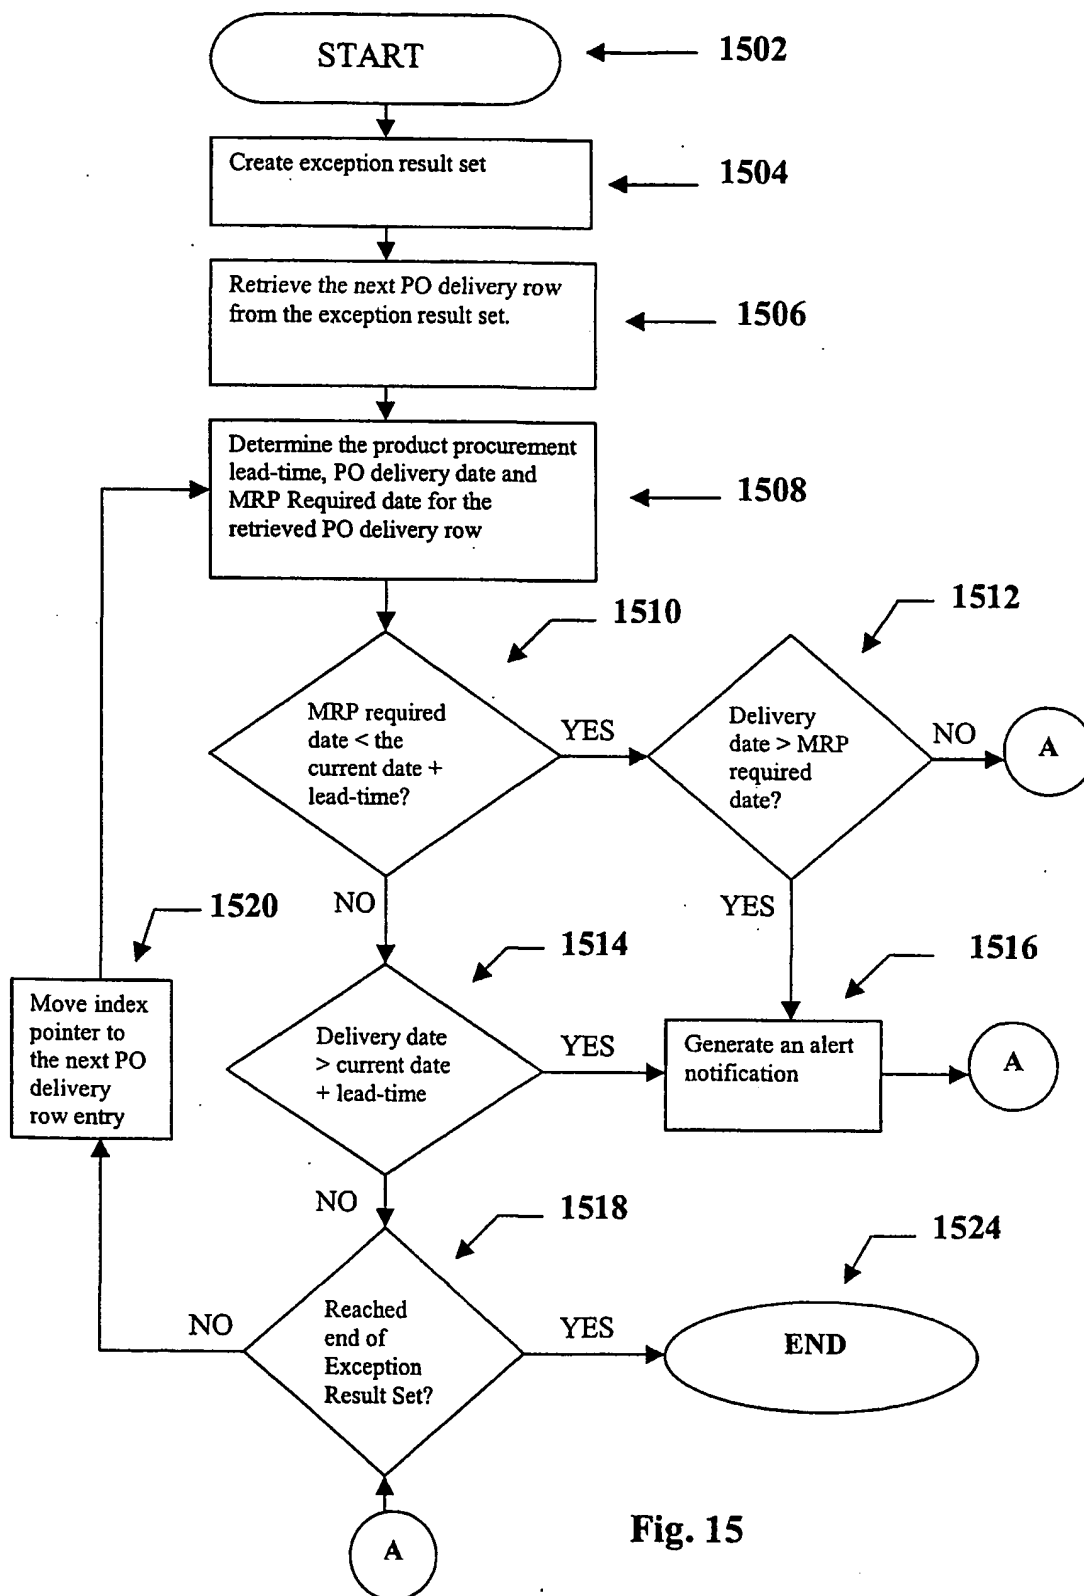 START
1502
Create exception result set
1504
Retrieve the next PO delivery row
from the exception result set.
1506
Determine the product procurement
lead-time, PO delivery date and
MRP Required date for the
retrieved PO delivery row
1508
1510
1512
MRP required
date < the
current date +
lead-time?
YES
Delivery
date > MRP
required
date?
NO
A
NO
YES
1520
1514
1516
Move index
pointer to
the next PO
delivery
row entry
Delivery date
> current date
+ lead-time
YES
Generate an alert
notification
A
NO
1518
1524
NO
Reached
end of
Exception
Result Set?
YES
END
A
Fig. 15